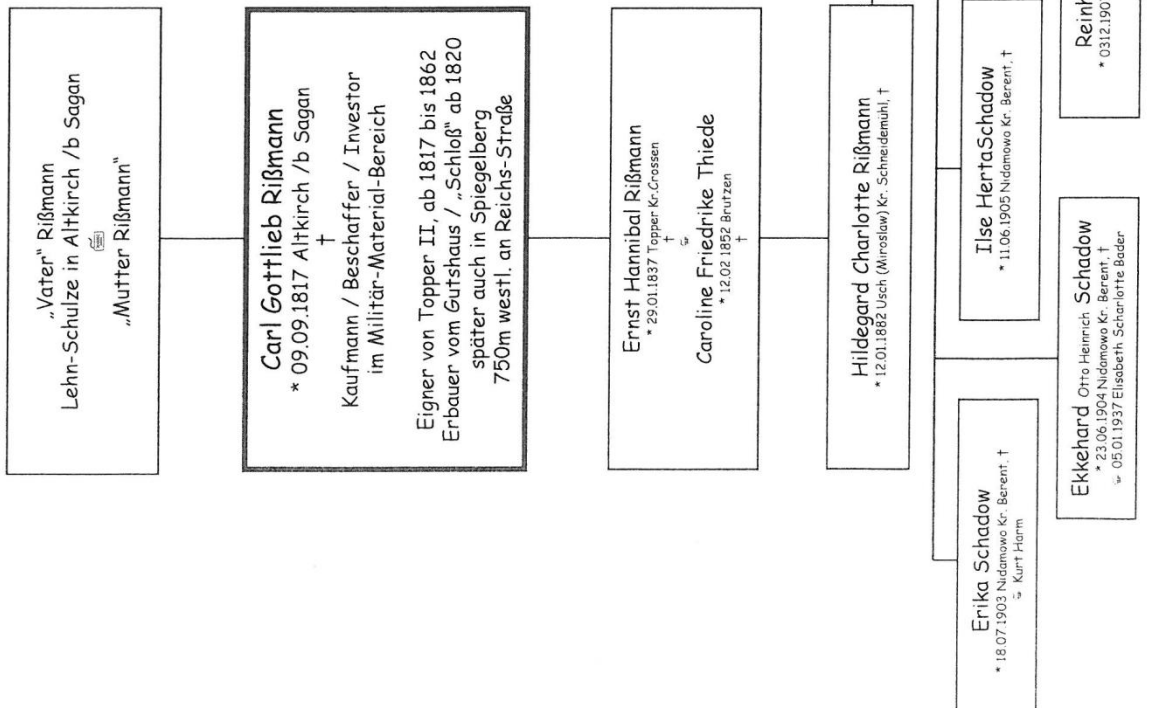 „Vater" Rißmann
Lehn-Schulze in Altkirch /b Sagan
„Mutter Rißmann"
Carl Gottlieb Rißmann
* 09.09.1817 Altkirch /b Sagan
†
Kaufmann / Beschaffer / Investor
im Militär-Material-Bereich
Eigner von Topper II, ab 1817 bis 1862
Erbauer vom Gutshaus / „Schloß" ab 1820
später auch in Spiegelberg
750m westl. an Reichs-Straße
Ernst Hannibal Rißmann
* 29.01.1837 Topper Kr.Crossen
†
Caroline Friedrike Thiede
* 12.02 1852 Brutzen
†
Hildegard Charlotte Rißmann
* 12.01.1882 Usch (Miroslaw) Kr. Schneidemühl, †
Erika Schadow
* 18.07.1903 Nidamowo Kr. Berent, †
Kurt Harm
Ekkehard Otto Heinrich Schadow
* 23.06.1904 Nidamowo Kr. Berent, †
05.01.1937 Elisabeth Scharlotte Bader
Ilse HertaSchadow
* 11.06.1905 Nidamowo Kr. Berent, †
Reinh
* 0312.190